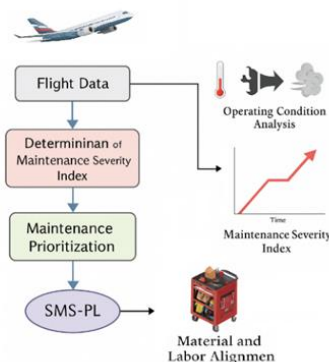 Flight Data
Determininan of
Maintenance Severity
Index
Maintenance
Prioritization
SMS-PL
Operating Condition
Analysis
Time
Maintenance Severity
Index
Material and
Labor Alignmen